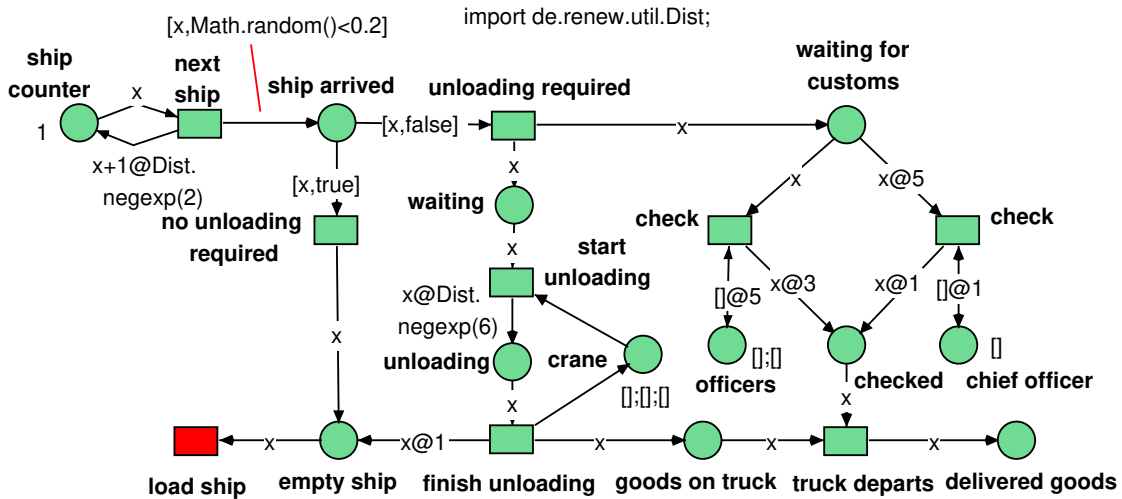 import de.renew.util.Dist;
[x,Math.random()<0.2]
ship
counter
next
ship
ship arrived
unloading required
waiting for
customs
x
1
[x,false]
x
x+1@Dist.
negexp(2)
[x,true]
x
x
x@5
no unloading
required
waiting
check
check
x
start
unloading
x@Dist.
negexp(6)
x@3
x@1
[]@5
[]@1
x
unloading
crane
[];[];[]
[];[]
[]
officers
checked
chief officer
x
x
x
x@1
x
x
x
load ship
empty ship
finish unloading
goods on truck
truck departs
delivered goods